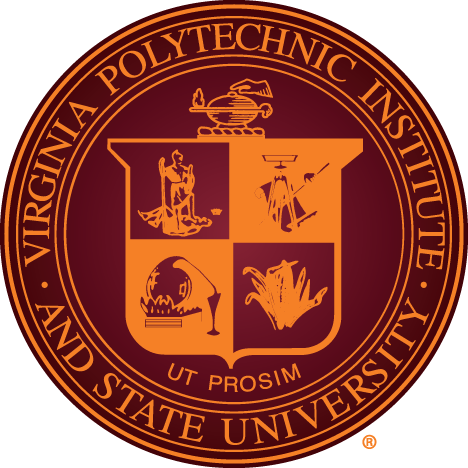 VIRGINIA POLYTECHNIC INSTITUTE
· AND STATE UNIVERSITY ·
UT PROSIM
®